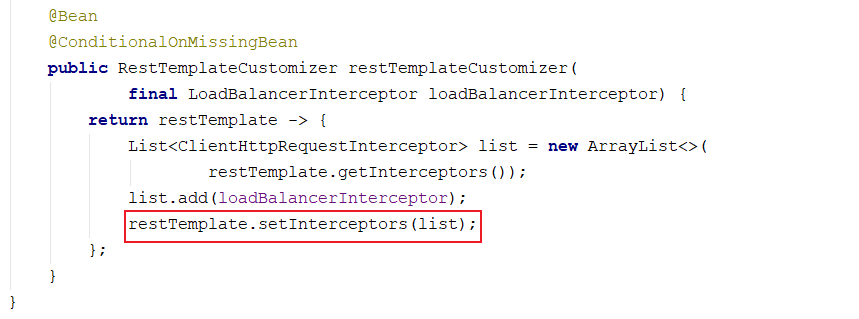 @Bean
@ConditionalOnMissingBean
public RestTemplateCustomizer restTemplateCustomizer(
final LoadBalancerInterceptor loadBalancerInterceptor) {
return restTemplate -> {
List<ClientHttpRequestInterceptor> list = new ArrayList<>(
restTemplate.getInterceptors());
list.add(loadBalancerInterceptor);
restTemplate.setInterceptors(list);
};
}
}